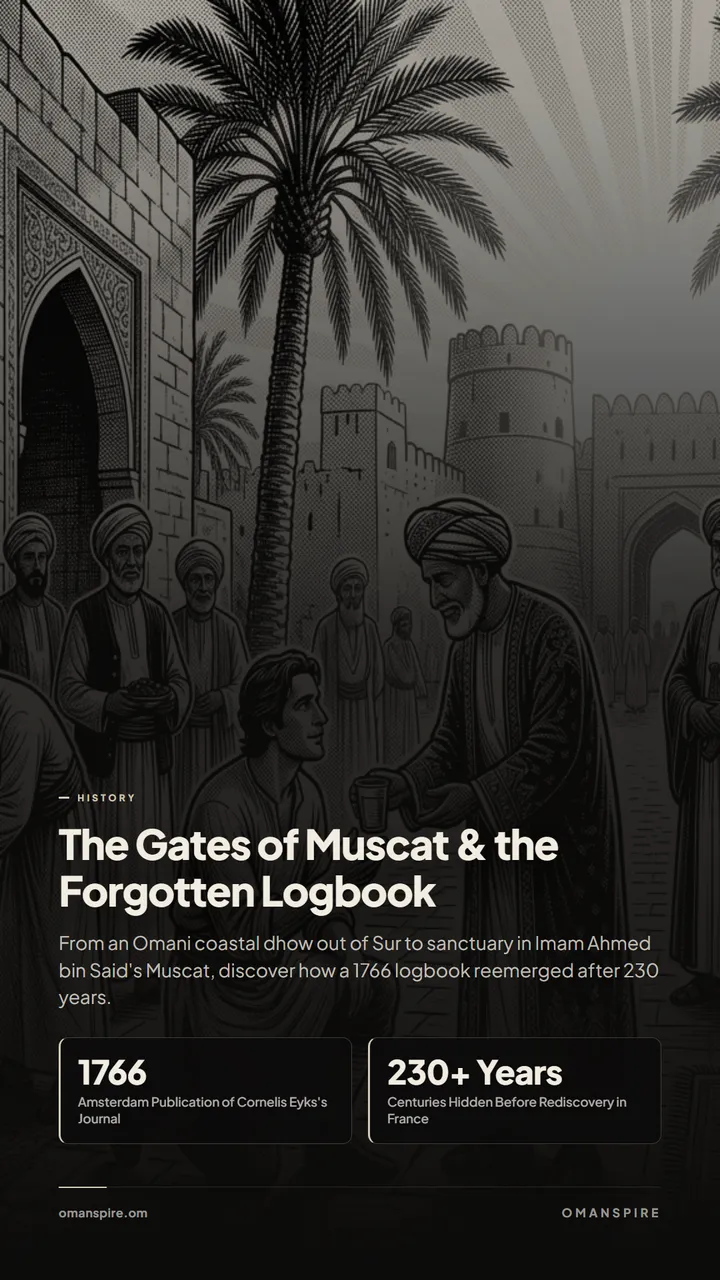 HISTORY
The Gates of Muscat & the
Forgotten Logbook
From an Omani coastal dhow out of Sur to sanctuary in Imam Ahmed
bin Said's Muscat, discover how a 1766 logbook reemerged after 230
years.
1766
Amsterdam Publication of Cornelis Eyks's
Journal
230+ Years
Centuries Hidden Before Rediscovery in
France
omanspire.om
OMANSPIRE